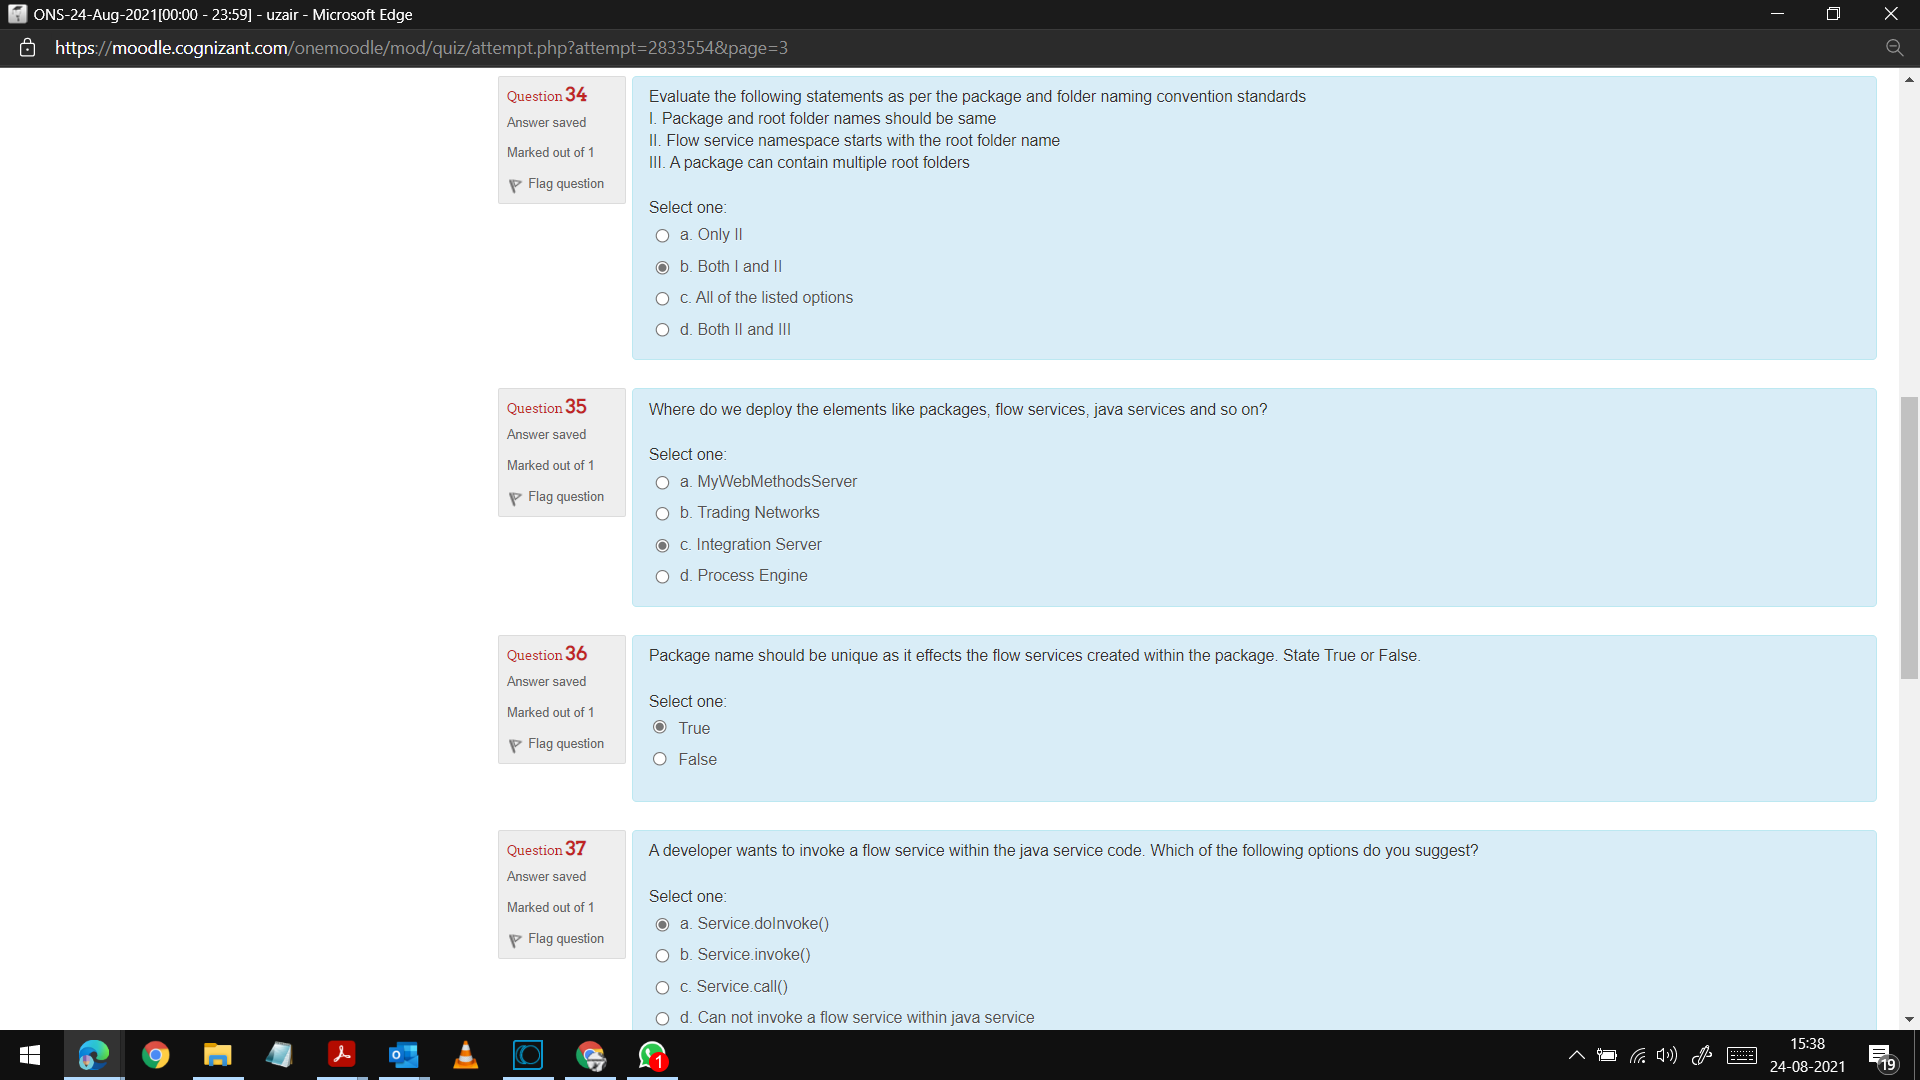 ONS-24-Aug-2021[00:00 - 23:59] - uzair - Microsoft Edge
https://moodle.cognizant.com/onemoodle/mod/quiz/attempt.php?attempt=2833554&page=3
Question 34
Answer saved
Marked out of 1
Flag question
Evaluate the following statements as per the package and folder naming convention standards
I. Package and root folder names should be same
II. Flow service namespace starts with the root folder name
III. A package can contain multiple root folders
Select one:
a. Only II
b. Both I and II
c. All of the listed options
d. Both II and III
Question 35
Answer saved
Marked out of 1
Flag question
Where do we deploy the elements like packages, flow services, java services and so on?
Select one:
a. MyWebMethodsServer
b. Trading Networks
c. Integration Server
d. Process Engine
Question 36
Answer saved
Marked out of 1
Flag question
Package name should be unique as it effects the flow services created within the package. State True or False.
Select one:
True
False
Question 37
Answer saved
Marked out of 1
Flag question
A developer wants to invoke a flow service within the java service code. Which of the following options do you suggest?
Select one:
a. Service.doInvoke()
b. Service.invoke()
c. Service.call()
d. Can not invoke a flow service within java service
1
15:38
24-08-2021
19